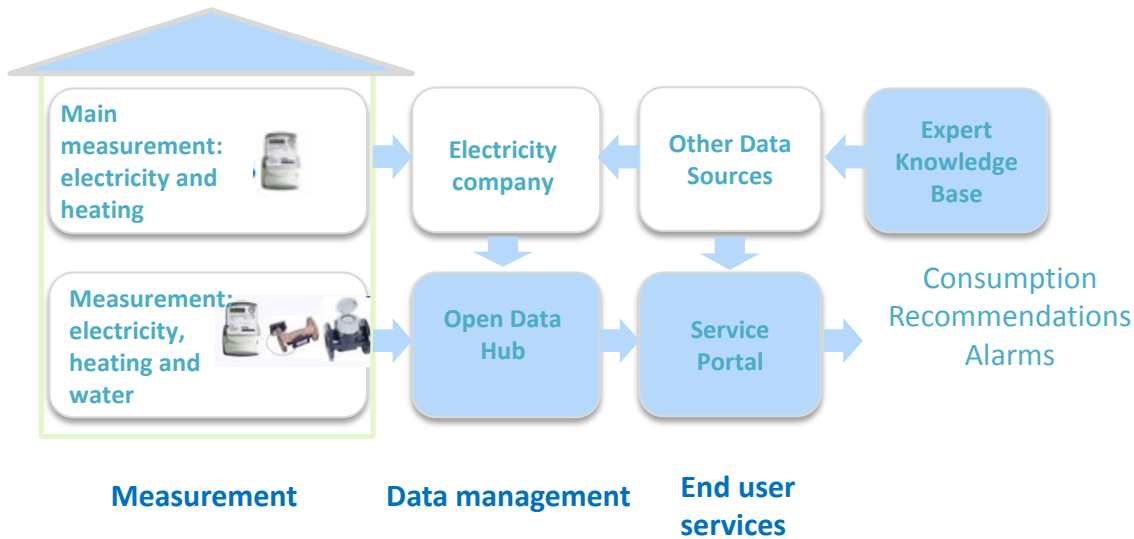 Main
measurement:
electricity and
heating
Electricity
company
Other Data
Sources
Expert
Knowledge
Base
Measurement:
electricity,
heating and
water
Open Data
Hub
Service
Portal
Consumption
Recommendations
Alarms
Measurement
Data management
End user
services